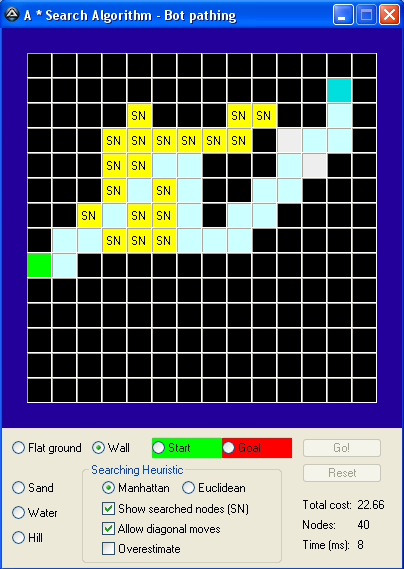 A * Search Algorithm - Bot pathing
SN SN SN
SN SN SN SN SN SN
SN SN
SN SN
SN SN SN
SN SN SN
Flat ground Wall Start Goal Go!
Reset
Searching Heuristic
Sand Manhattan Euclidean
Show searched nodes (SN) Total cost: 22.66
Water Allow diagonal moves Nodes: 40
Hill Overestimate Time (ms): 8